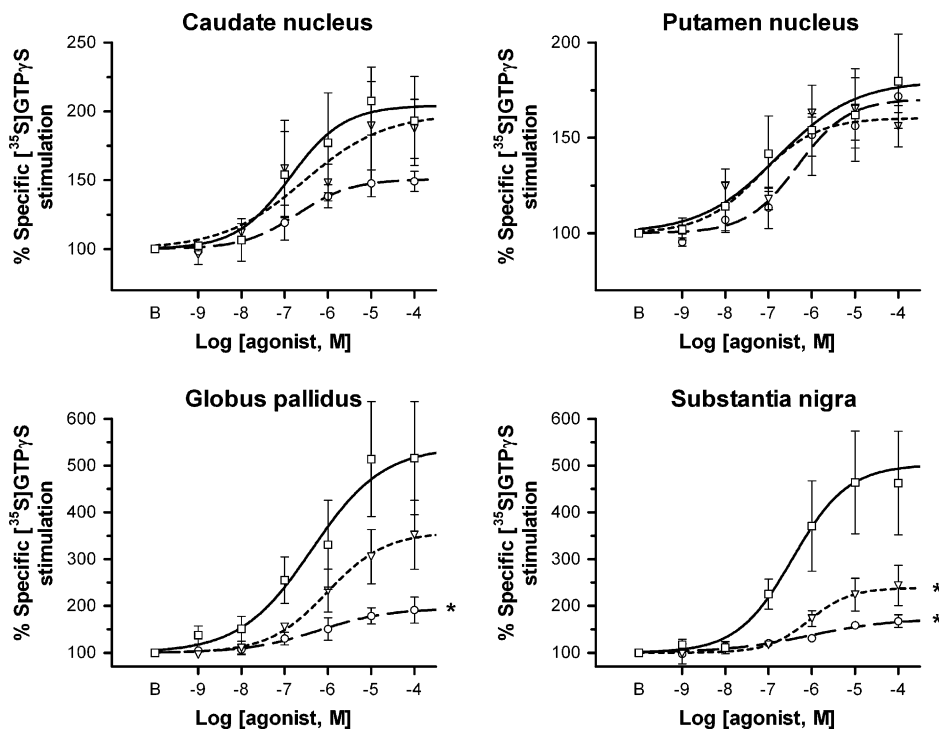 Caudate nucleus
% Specific [³⁵S]GTPγS
stimulation
250
200
150
100
B -9 -8 -7 -6 -5 -4
Log [agonist, M]
Putamen nucleus
% Specific [³⁵S]GTPγS
stimulation
200
150
100
B -9 -8 -7 -6 -5 -4
Log [agonist, M]
Globus pallidus
% Specific [³⁵S]GTPγS
stimulation
600
500
400
300
200
100
*
B -9 -8 -7 -6 -5 -4
Log [agonist, M]
Substantia nigra
% Specific [³⁵S]GTPγS
stimulation
600
500
400
300
200
100
*
*
B -9 -8 -7 -6 -5 -4
Log [agonist, M]